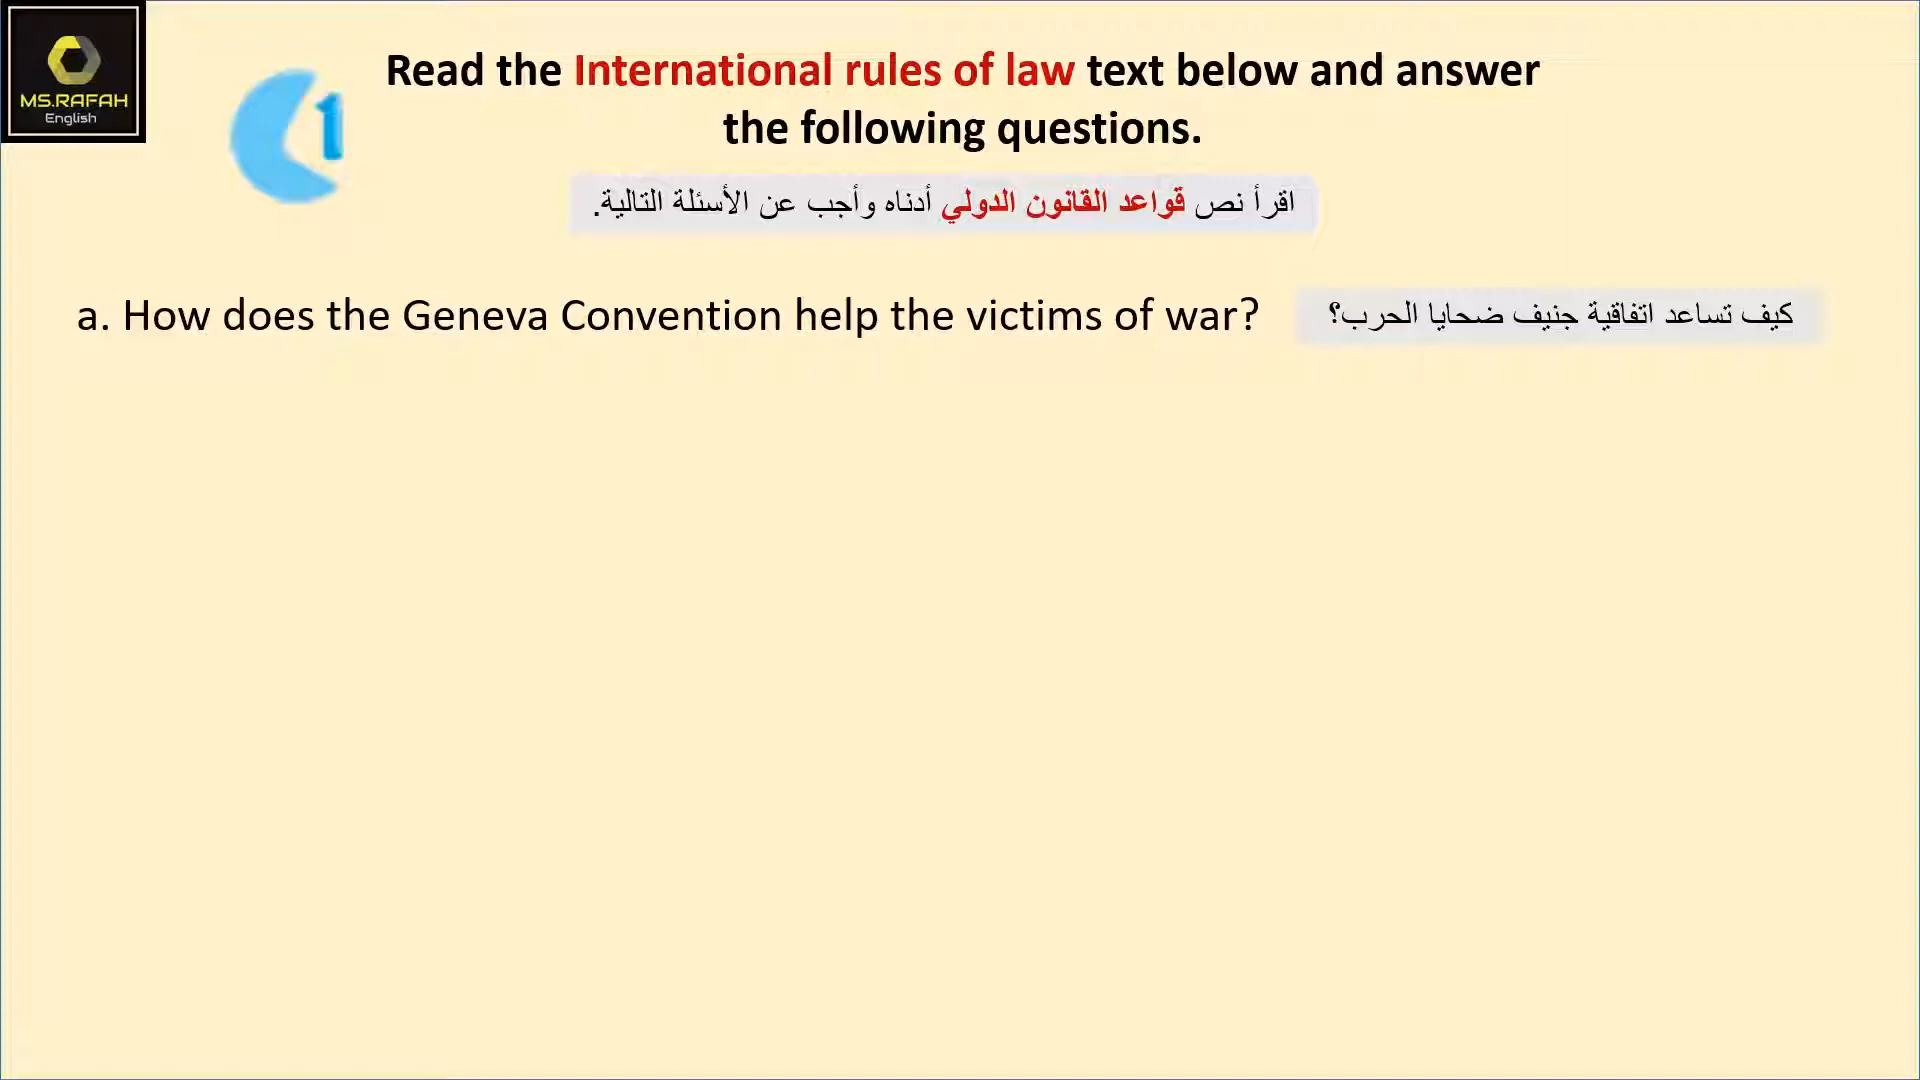 MS.RAFAH
English
1
Read the International rules of law text below and answer
the following questions.
اقرأ نص قواعد القانون الدولي أدناه وأجب عن الأسئلة التالية.
a. How does the Geneva Convention help the victims of war?
كيف تساعد اتفاقية جنيف ضحايا الحرب؟